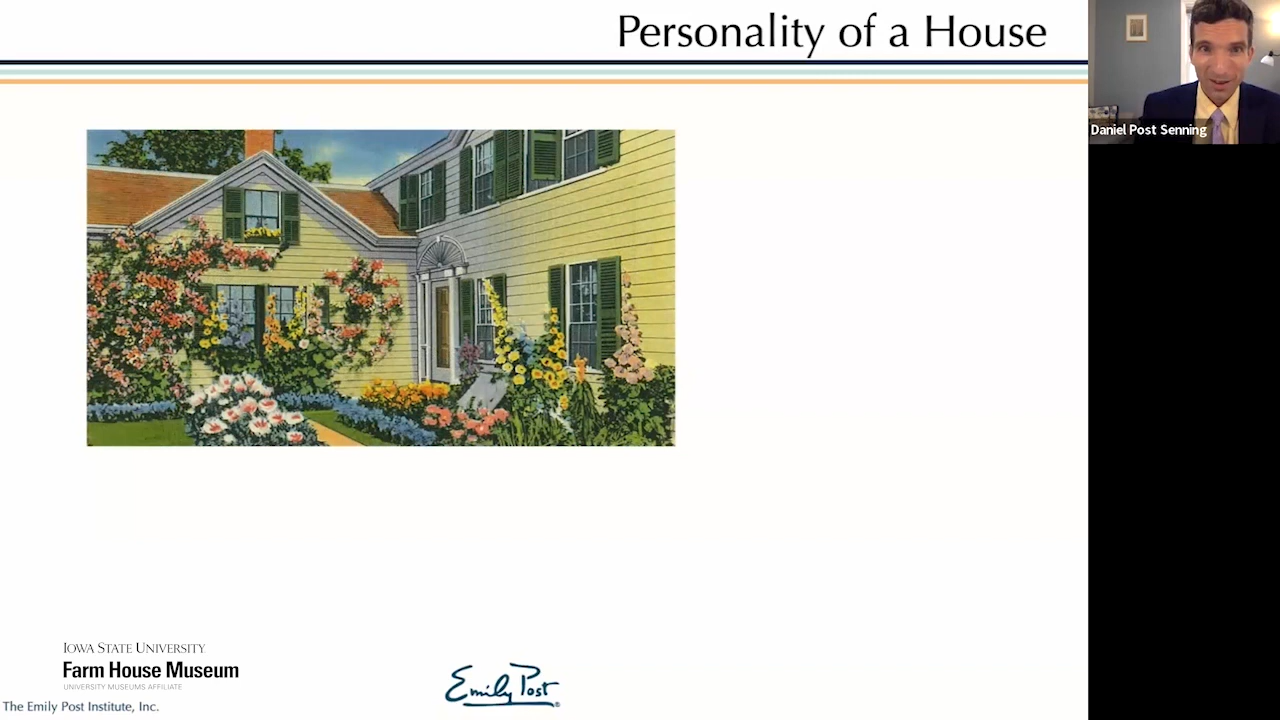 Personality of a House
Daniel Post Senning
IOWA STATE UNIVERSITY
Farm House Museum
UNIVERSITY MUSEUMS AFFILIATE
Emily Post®
The Emily Post Institute, Inc.